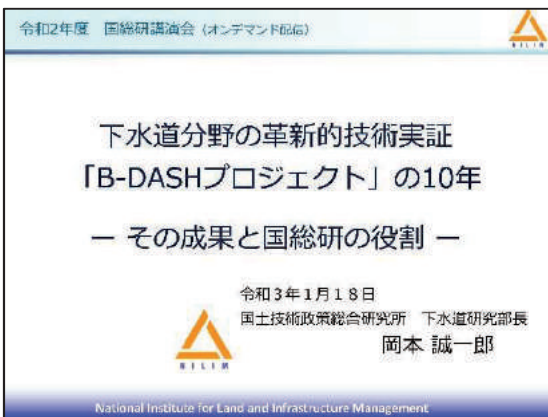 令和2年度　国総研講演会（オンデマンド配信）
NILIM
下水道分野の革新的技術実証
「B-DASHプロジェクト」の10年
ー その成果と国総研の役割 ー
令和3年1月18日
国土技術政策総合研究所　下水道研究部長
岡本 誠一郎
NILIM
National Institute for Land and Infrastructure Management